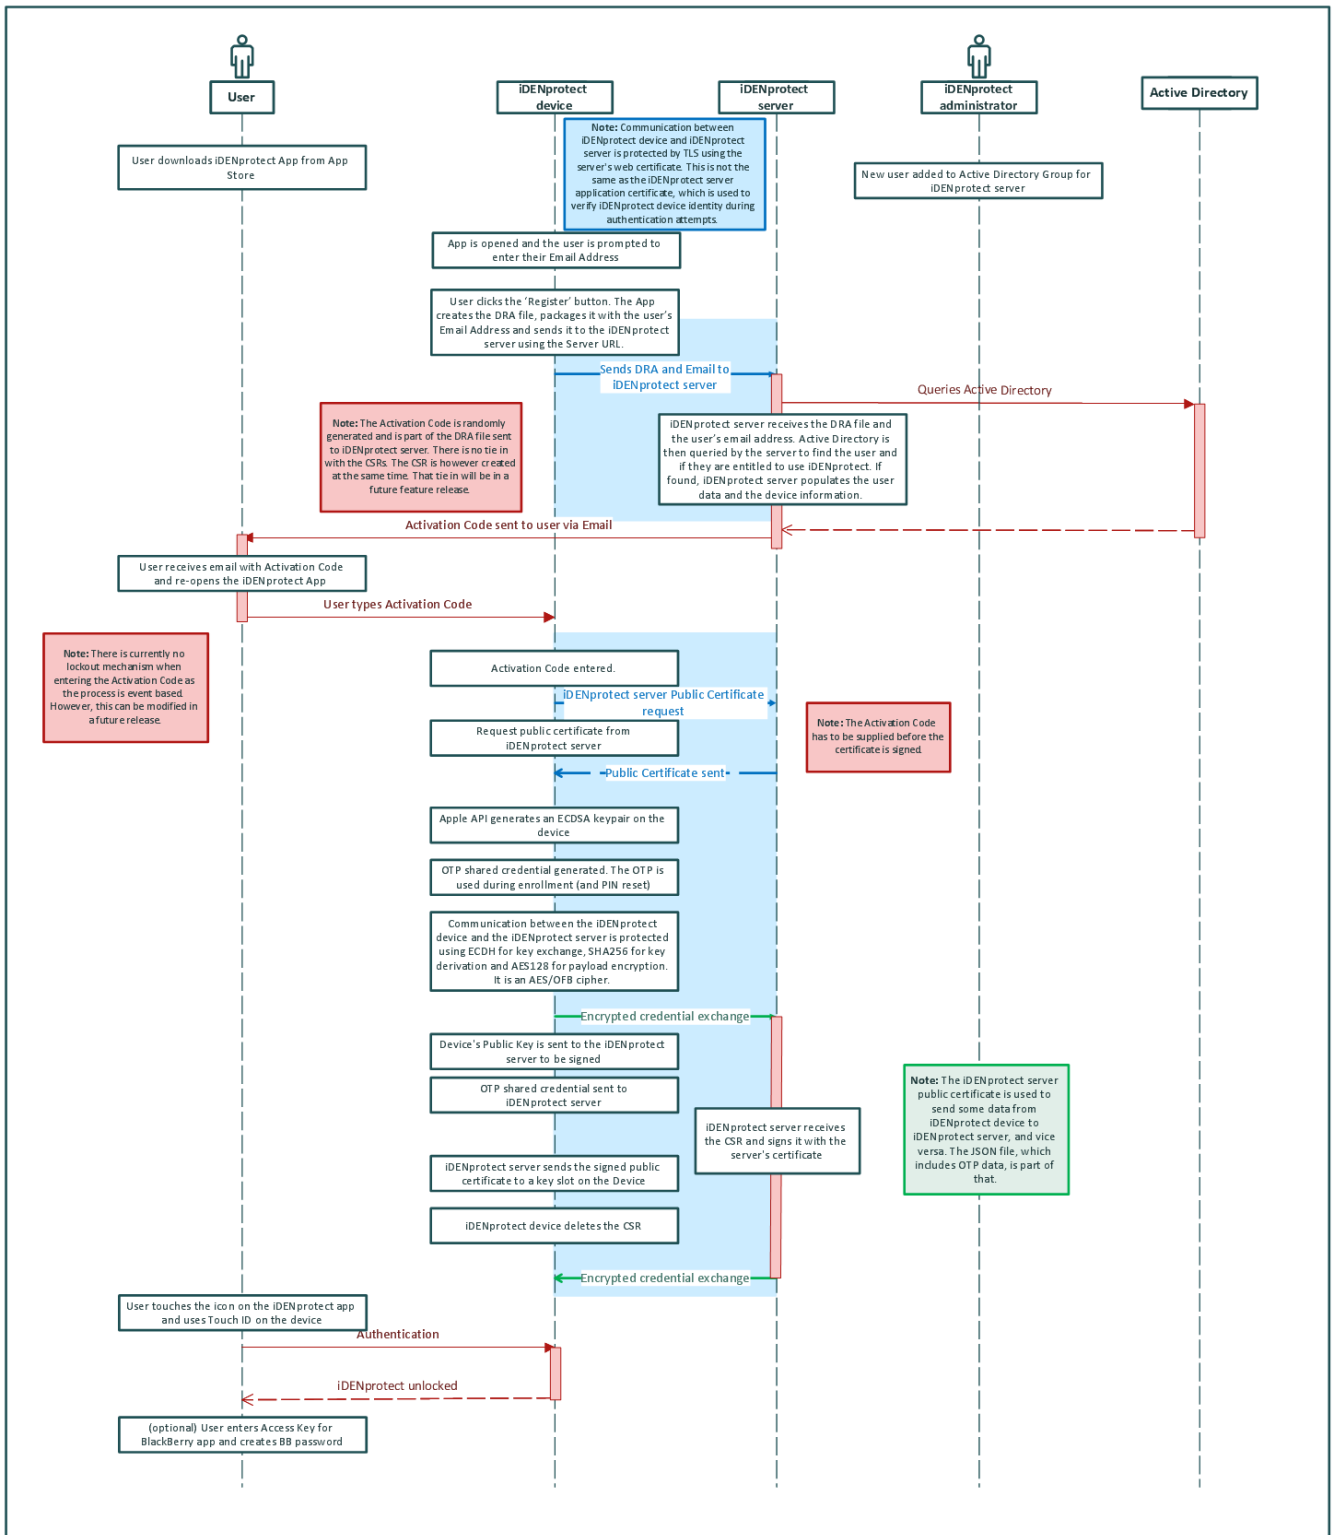 User
iDENprotect
device
iDENprotect
server
iDENprotect
administrator
Active Directory
Note: Communication between
iDENprotect device and iDENprotect
server is protected by TLS using the
server's web certificate. This is not the
same as the iDENprotect server
application certificate, which is used to
verify iDENprotect device identity during
authentication attempts.
User downloads iDENprotect App from App
Store
New user added to Active Directory Group for
iDENprotect server
App is opened and the user is prompted to
enter their Email Address
User clicks the ‘Register’ button. The App
creates the DRA file, packages it with the user’s
Email Address and sends it to the iDENprotect
server using the Server URL.
Sends DRA and Email to
iDENprotect server
Queries Active Directory
Note: The Activation Code is randomly
generated and is part of the DRA file sent
to iDENprotect server. There is no tie in
with the CSRs. The CSR is however created
at the same time. That tie in will be in a
future feature release.
iDENprotect server receives the DRA file and
the user’s email address. Active Directory is
then queried by the server to find the user and
if they are entitled to use iDENprotect. If
found, iDENprotect server populates the user
data and the device information.
Activation Code sent to user via Email
User receives email with Activation Code
and re-opens the iDENprotect App
User types Activation Code
Note: There is currently no
lockout mechanism when
entering the Activation Code as
the process is event based.
However, this can be modified in
a future release.
Activation Code entered.
iDENprotect server Public Certificate
request
Request public certificate from
iDENprotect server
Note: The Activation Code
has to be supplied before the
certificate is signed.
Public Certificate sent
Apple API generates an ECDSA keypair on the
device
OTP shared credential generated. The OTP is
used during enrollment (and PIN reset)
Communication between the iDENprotect
device and the iDENprotect server is protected
using ECDH for key exchange, SHA256 for key
derivation and AES128 for payload encryption.
It is an AES/OFB cipher.
Encrypted credential exchange
Device's Public Key is sent to the iDENprotect
server to be signed
OTP shared credential sent to
iDENprotect server
iDENprotect server receives
the CSR and signs it with the
server's certificate
Note: The iDENprotect server
public certificate is used to
send some data from
iDENprotect device to
iDENprotect server, and vice
versa. The JSON file, which
includes OTP data, is part of
that.
iDENprotect server sends the signed public
certificate to a key slot on the Device
iDENprotect device deletes the CSR
Encrypted credential exchange
User touches the icon on the iDENprotect app
and uses Touch ID on the device
Authentication
iDENprotect unlocked
(optional) User enters Access Key for
BlackBerry app and creates BB password